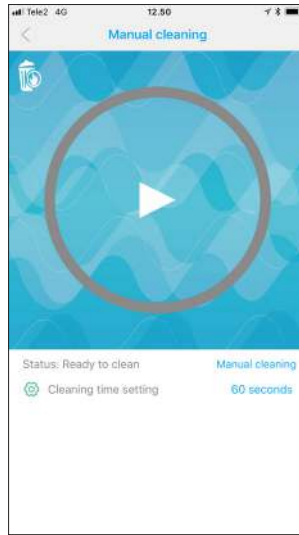 Tele2 4G 12.50
Manual cleaning
Status: Ready to clean Manual cleaning
Cleaning time setting 60 seconds